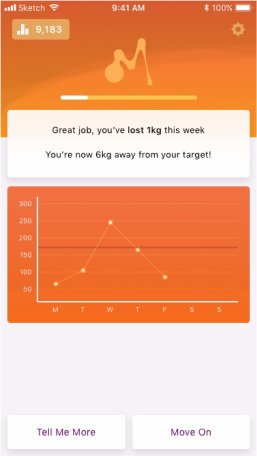 Sketch 9:41 AM 100%
9,183
Great job, you've lost 1kg this week
You're now 6kg away from your target!
300
250
200
150
100
50
M T W T F S S
Tell Me More Move On